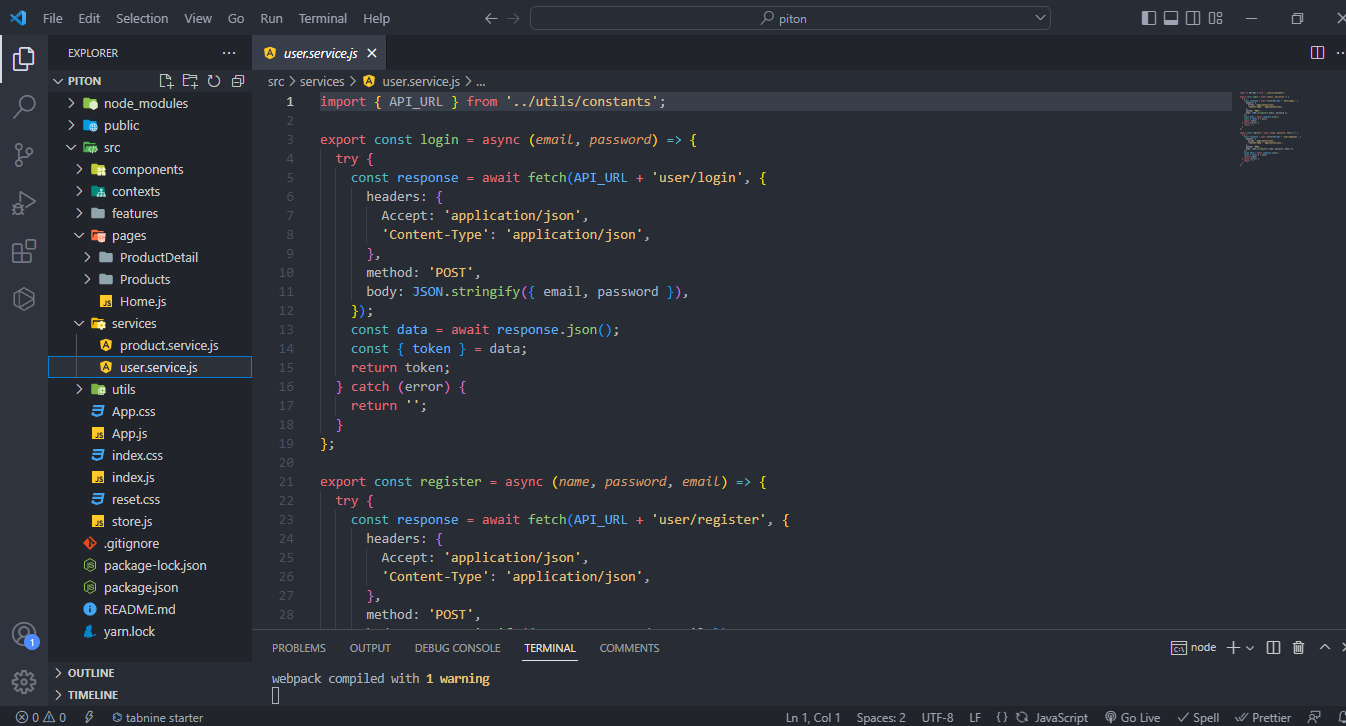 File Edit Selection View Go Run Terminal Help
piton
EXPLORER
user.service.js
PITON
src > services > user.service.js > ...
node_modules
public
src
components
contexts
features
pages
ProductDetail
Products
Home.js
services
product.service.js
user.service.js
utils
App.css
App.js
index.css
index.js
reset.css
store.js
.gitignore
package-lock.json
package.json
README.md
yarn.lock
OUTLINE
TIMELINE
1 import { API_URL } from '../utils/constants';
2
3 export const login = async (email, password) => {
4 try {
5 const response = await fetch(API_URL + 'user/login', {
6 headers: {
7 Accept: 'application/json',
8 'Content-Type': 'application/json',
9 },
10 method: 'POST',
11 body: JSON.stringify({ email, password }),
12 });
13 const data = await response.json();
14 const { token } = data;
15 return token;
16 } catch (error) {
17 return '';
18 }
19 };
20
21 export const register = async (name, password, email) => {
22 try {
23 const response = await fetch(API_URL + 'user/register', {
24 headers: {
25 Accept: 'application/json',
26 'Content-Type': 'application/json',
27 },
28 method: 'POST',
PROBLEMS OUTPUT DEBUG CONSOLE TERMINAL COMMENTS
node
webpack compiled with 1 warning
1
0 0 tabnine starter
Ln 1, Col 1 Spaces: 2 UTF-8 LF {} JavaScript Go Live Spell Prettier